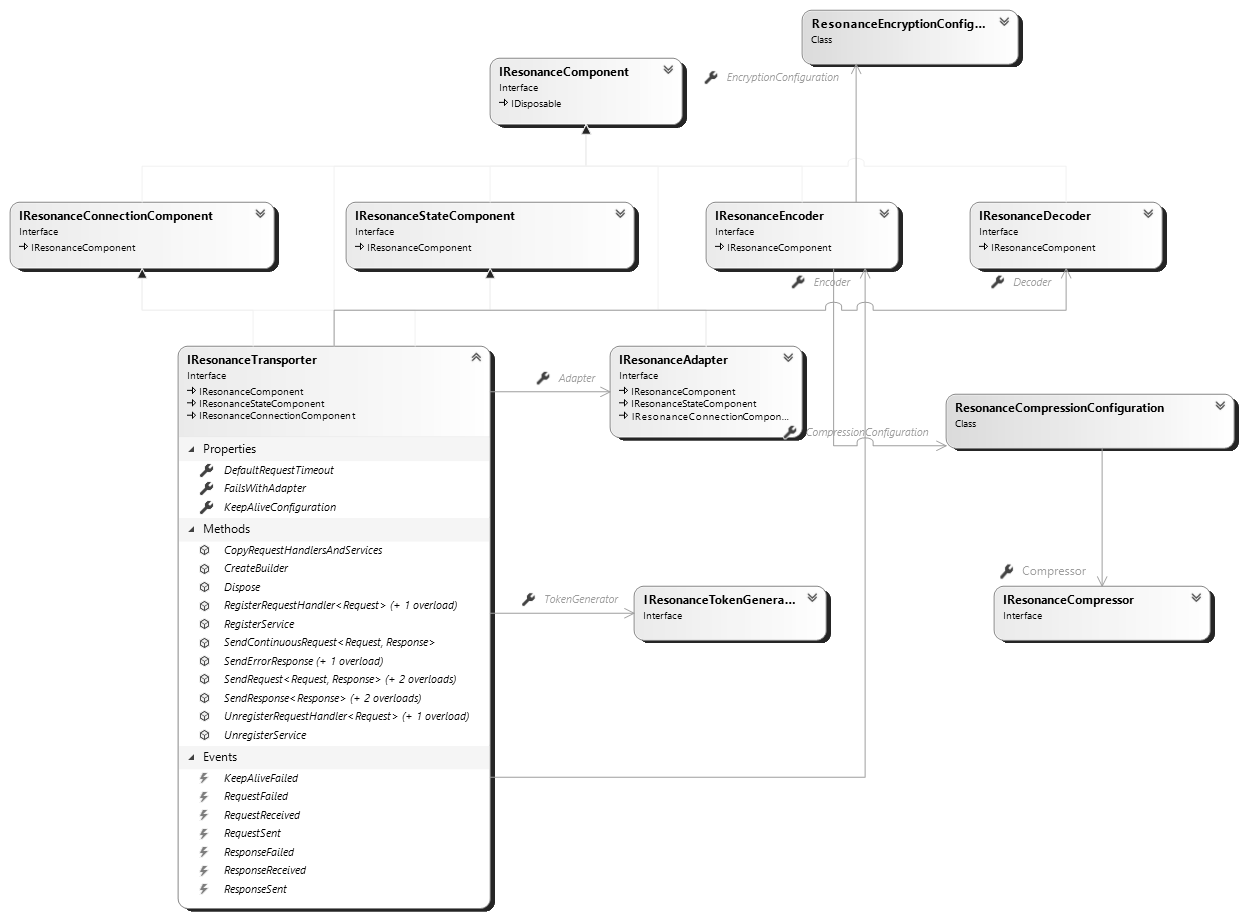 ResonanceEncryptionConfig...
Class
IResonanceComponent
Interface
IDisposable
EncryptionConfiguration
IResonanceConnectionComponent
Interface
IResonanceComponent
IResonanceStateComponent
Interface
IResonanceComponent
IResonanceEncoder
Interface
IResonanceComponent
IResonanceDecoder
Interface
IResonanceComponent
Encoder
Decoder
IResonanceTransporter
Interface
IResonanceComponent
IResonanceStateComponent
IResonanceConnectionComponent
Properties
DefaultRequestTimeout
FailsWithAdapter
KeepAliveConfiguration
Methods
CopyRequestHandlersAndServices
CreateBuilder
Dispose
RegisterRequestHandler<Request> (+ 1 overload)
RegisterService
SendContinuousRequest<Request, Response>
SendErrorResponse (+ 1 overload)
SendRequest<Request, Response> (+ 2 overloads)
SendResponse<Response> (+ 2 overloads)
UnregisterRequestHandler<Request> (+ 1 overload)
UnregisterService
Events
KeepAliveFailed
RequestFailed
RequestReceived
RequestSent
ResponseFailed
ResponseReceived
ResponseSent
Adapter
IResonanceAdapter
Interface
IResonanceComponent
IResonanceStateComponent
IResonanceConnectionCompon...
CompressionConfiguration
ResonanceCompressionConfiguration
Class
TokenGenerator
IResonanceTokenGenera...
Interface
Compressor
IResonanceCompressor
Interface